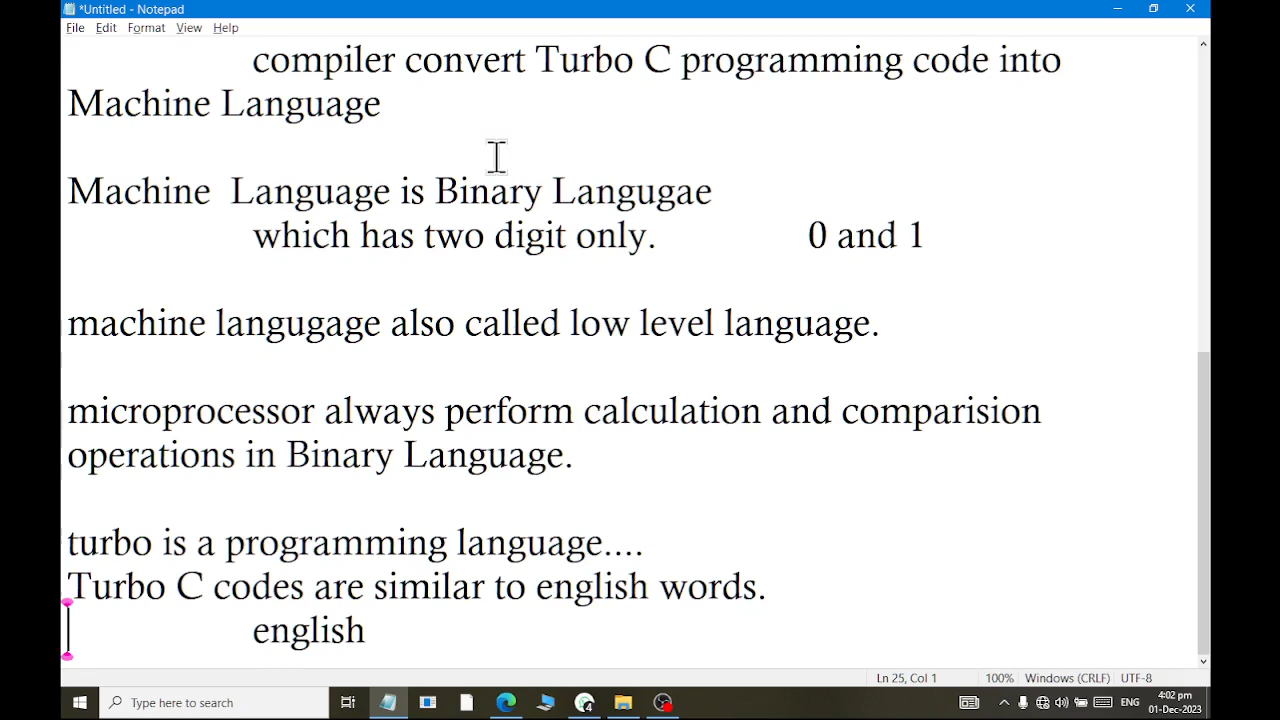 *Untitled - Notepad
File Edit Format View Help
compiler convert Turbo C programming code into
Machine Language
Machine Language is Binary Langugae
which has two digit only. 0 and 1
machine langugage also called low level language.
microprocessor always perform calculation and comparision
operations in Binary Language.
turbo is a programming language....
Turbo C codes are similar to english words.
english
Ln 25, Col 1 100% Windows (CRLF) UTF-8
Type here to search
ENG
4:02 pm
01-Dec-2023